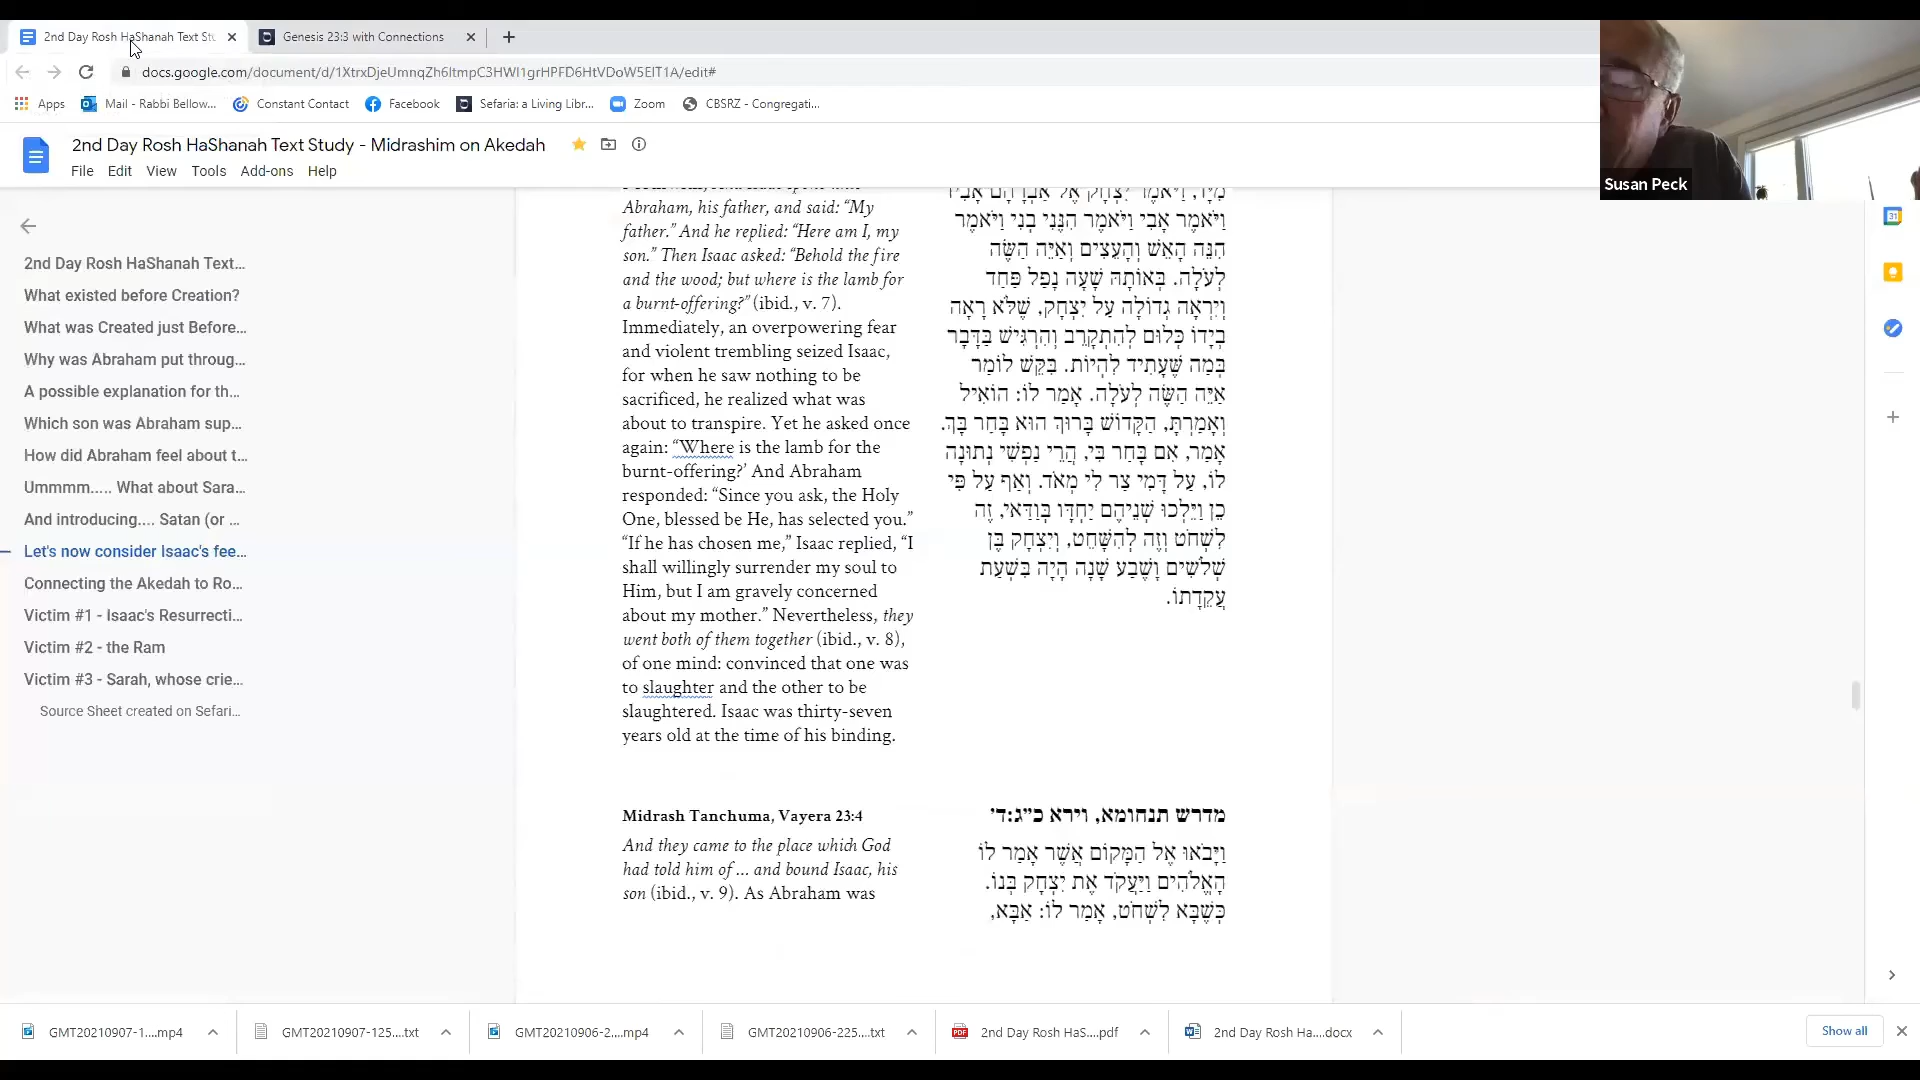 2nd Day Rosh HaShanah Text Stu
Genesis 23:3 with Connections
docs.google.com/document/d/1XtrxDjeUmnqZh6ltmpC3HWl1grHPFD6HtVDoW5ElT1A/edit#
Apps
Mail - Rabbi Bellow...
Constant Contact
Facebook
Sefaria: a Living Libr...
Zoom
CBSRZ - Congregati...
2nd Day Rosh HaShanah Text Study - Midrashim on Akedah
File Edit View Tools Add-ons Help
Susan Peck
31
2nd Day Rosh HaShanah Text...
What existed before Creation?
What was Created just Before...
Why was Abraham put throug...
A possible explanation for th...
Which son was Abraham sup...
How did Abraham feel about t...
Ummmm..... What about Sara...
And introducing.... Satan (or ...
Let's now consider Isaac's fee...
Connecting the Akedah to Ro...
Victim #1 - Isaac's Resurrecti...
Victim #2 - the Ram
Victim #3 - Sarah, whose crie...
Source Sheet created on Sefari...
Abraham, his father, and said: “My
father.” And he replied: “Here am I, my
son.” Then Isaac asked: “Behold the fire
and the wood; but where is the lamb for
a burnt-offering?” (ibid., v. 7).
Immediately, an overpowering fear
and violent trembling seized Isaac,
for when he saw nothing to be
sacrificed, he realized what was
about to transpire. Yet he asked once
again: “Where is the lamb for the
burnt-offering?’ And Abraham
responded: “Since you ask, the Holy
One, blessed be He, has selected you.”
“If he has chosen me,” Isaac replied, “I
shall willingly surrender my soul to
Him, but I am gravely concerned
about my mother.” Nevertheless, they
went both of them together (ibid., v. 8),
of one mind: convinced that one was
to slaughter and the other to be
slaughtered. Isaac was thirty-seven
years old at the time of his binding.
מִיָּד, וַיֹּאמֶר יִצְחָק אֶל אַבְרָהָם אָבִיו
וַיֹּאמֶר אָבִי וַיֹּאמֶר הִנֶּנִּי בְנִי וַיֹּאמֶר
הִנֵּה הָאֵשׁ וְהָעֵצִים וְאַיֵּה הַשֶּׂה
לְעֹלָה. בְּאוֹתָהּ שָׁעָה נָפַל פַּחַד
וְיִרְאָה גְדוֹלָה עַל יִצְחָק, שֶׁלֹּא רָאָה
בְיָדוֹ כְּלוּם לְהִתְקָרֵב וְהִרְגִּישׁ בַּדָּבָר
בְּמַה שֶּׁעָתִיד לִהְיוֹת. בִּקֵּשׁ לוֹמַר
אַיֵּה הַשֶּׂה לְעֹלָה. אָמַר לוֹ: הוֹאִיל
וְאָמַרְתָּ, הַקָּדוֹשׁ בָּרוּךְ הוּא בָּחַר בָּךְ.
אָמַר, אִם בָּחַר בִּי, הֲרֵי נַפְשִׁי נְתוּנָה
לוֹ, עַל דָּמִי צַר לִי מְאֹד. וְאַף עַל פִּי
כֵן וַיֵּלְכוּ שְׁנֵיהֶם יַחְדָּו בְּוַדַּאי, זֶה
לִשְׁחֹט וְזֶה לְהִשָּׁחֵט, וְיִצְחָק בֶּן
שְׁלֹשִׁים וָשֶׁבַע שָׁנָה הָיָה בִּשְׁעַת
עֲקֵדָתוֹ.
Midrash Tanchuma, Vayera 23:4
And they came to the place which God
had told him of ... and bound Isaac, his
son (ibid., v. 9). As Abraham was
מדרש תנחומא, וירא כ״ג:ד׳
וַיָּבֹאוּ אֶל הַמָּקוֹם אֲשֶׁר אָמַר לוֹ
הָאֱלֹהִים וַיַּעֲקֹד אֶת יִצְחָק בְּנוֹ.
כְּשֶׁבָּא לִשְׁחֹט, אָמַר לוֹ: אַבָּא,
GMT20210907-1....mp4
GMT20210907-125....txt
GMT20210906-2....mp4
GMT20210906-225....txt
2nd Day Rosh HaS....pdf
2nd Day Rosh Ha....docx
Show all